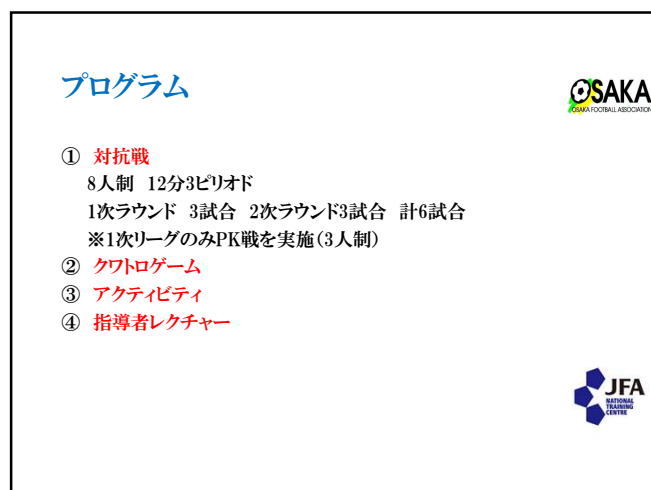 プログラム
OSAKA
OSAKA FOOTBALL ASSOCIATION
① 対抗戦
8人制 12分3ピリオド
1次ラウンド 3試合 2次ラウンド3試合 計6試合
※1次リーグのみPK戦を実施(3人制)
② クワトロゲーム
③ アクティビティ
④ 指導者レクチャー
JFA
NATIONAL
TRAINING
CENTRE